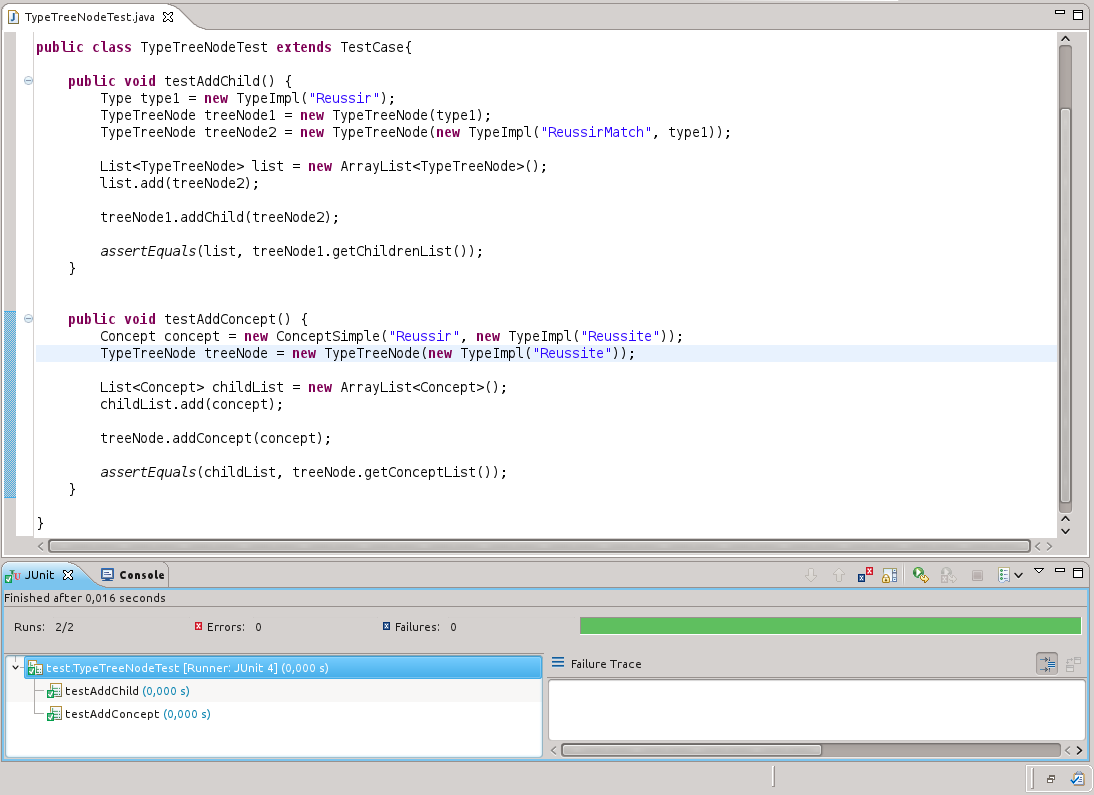 TypeTreeNodeTest.java
public class TypeTreeNodeTest extends TestCase{
public void testAddChild() {
Type type1 = new TypeImpl("Reussir");
TypeTreeNode treeNode1 = new TypeTreeNode(type1);
TypeTreeNode treeNode2 = new TypeTreeNode(new TypeImpl("ReussirMatch", type1));
List<TypeTreeNode> list = new ArrayList<TypeTreeNode>();
list.add(treeNode2);
treeNode1.addChild(treeNode2);
assertEquals(list, treeNode1.getChildrenList());
}
public void testAddConcept() {
Concept concept = new ConceptSimple("Reussir", new TypeImpl("Reussite"));
TypeTreeNode treeNode = new TypeTreeNode(new TypeImpl("Reussite"));
List<Concept> childList = new ArrayList<Concept>();
childList.add(concept);
treeNode.addConcept(concept);
assertEquals(childList, treeNode.getConceptList());
}
}
JUnit Console
Finished after 0,016 seconds
Runs: 2/2 Errors: 0 Failures: 0
test.TypeTreeNodeTest [Runner: JUnit 4] (0,000 s)
testAddChild (0,000 s)
testAddConcept (0,000 s)
Failure Trace